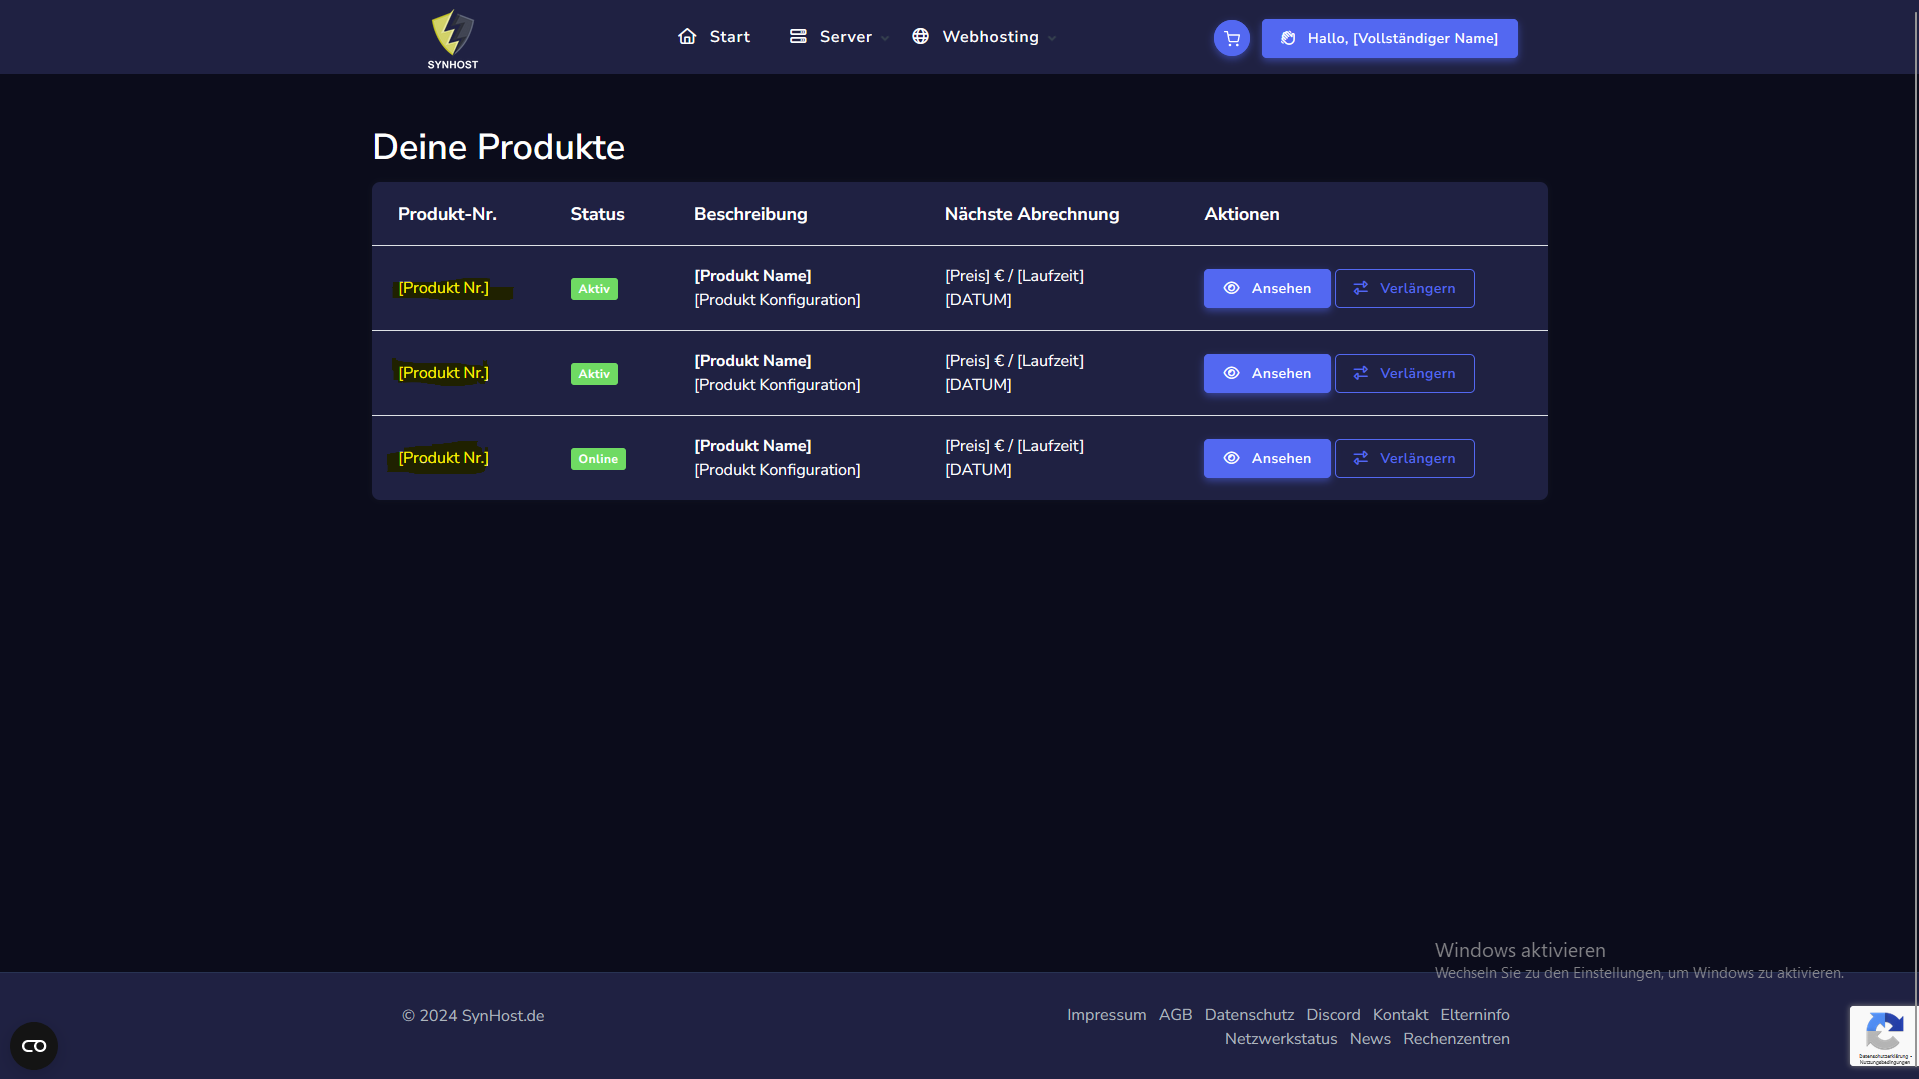 SYNHOST
Start
Server
Webhosting
Hallo, [Vollständiger Name]
Deine Produkte
Produkt-Nr. Status Beschreibung Nächste Abrechnung Aktionen
[Produkt Nr.] Aktiv [Produkt Name] [Preis] € / [Laufzeit] Ansehen Verlängern
[Produkt Konfiguration] [DATUM]
[Produkt Nr.] Aktiv [Produkt Name] [Preis] € / [Laufzeit] Ansehen Verlängern
[Produkt Konfiguration] [DATUM]
[Produkt Nr.] Online [Produkt Name] [Preis] € / [Laufzeit] Ansehen Verlängern
[Produkt Konfiguration] [DATUM]
Windows aktivieren
Wechseln Sie zu den Einstellungen, um Windows zu aktivieren.
© 2024 SynHost.de
Impressum AGB Datenschutz Discord Kontakt Elterninfo
Netzwerkstatus News Rechenzentren
Datenschutzerklärung -
Nutzungsbedingungen